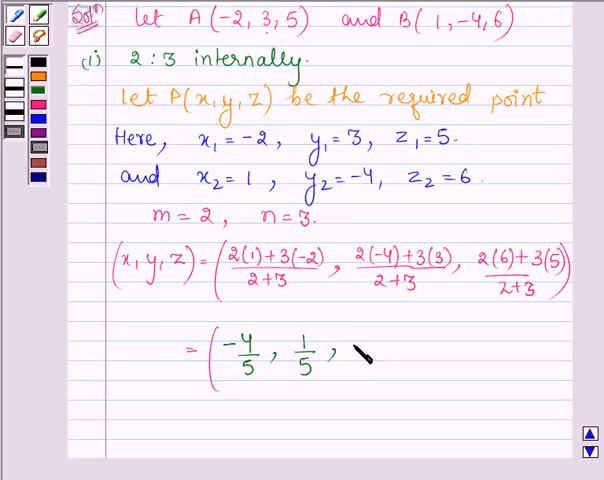 Solⁿ Let A(-2, 3, 5) and B(1, -4, 6)
(i) 2 : 3 internally.
Let P(x, y, z) be the required point
Here, x₁ = -2, y₁ = 3, z₁ = 5.
and x₂ = 1, y₂ = -4, z₂ = 6.
m = 2, n = 3.
(x, y, z) = (2(1)+3(-2)/2+3, 2(-4)+3(3)/2+3, 2(6)+3(5)/2+3)
= (-4/5, 1/5,